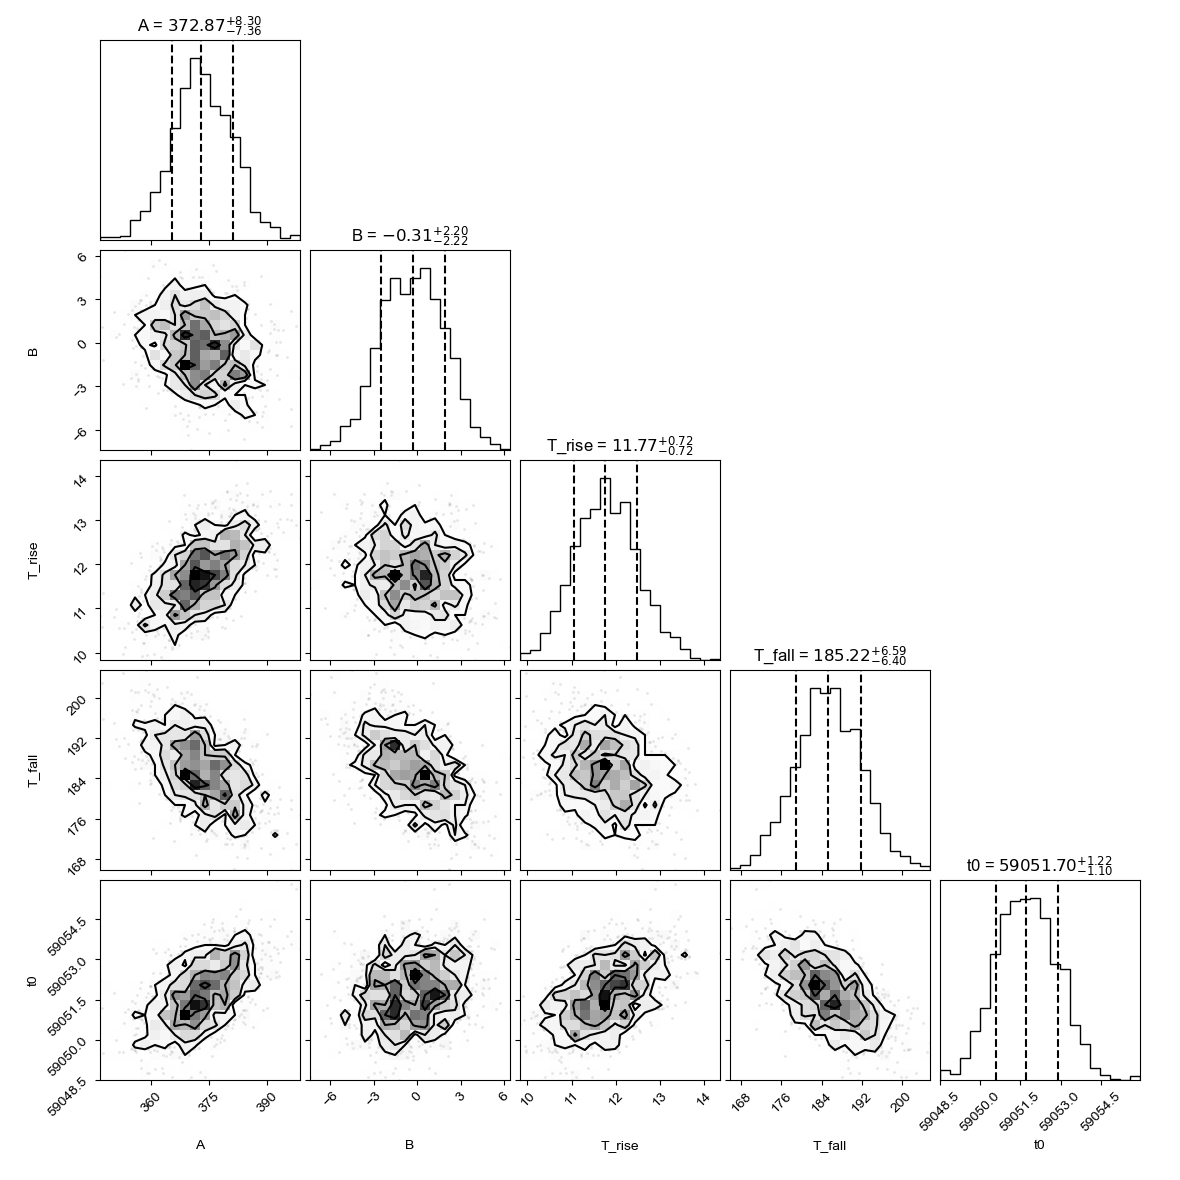 A = 372.87+8.30−7.36
B = −0.31+2.20−2.22
6
3
0
−3
−6
B
T_rise = 11.77+0.72−0.72
14
13
12
11
10
T_rise
T_fall = 185.22+6.59−6.40
200
192
184
176
168
T_fall
t0 = 59051.70+1.22−1.10
59054.5
59053.0
59051.5
59050.0
59048.5
t0
360 375 390 −6 −3 0 3 6 10 11 12 13 14 168 176 184 192 200 59048.5 59050.0 59051.5 59053.0 59054.5
A B T_rise T_fall t0